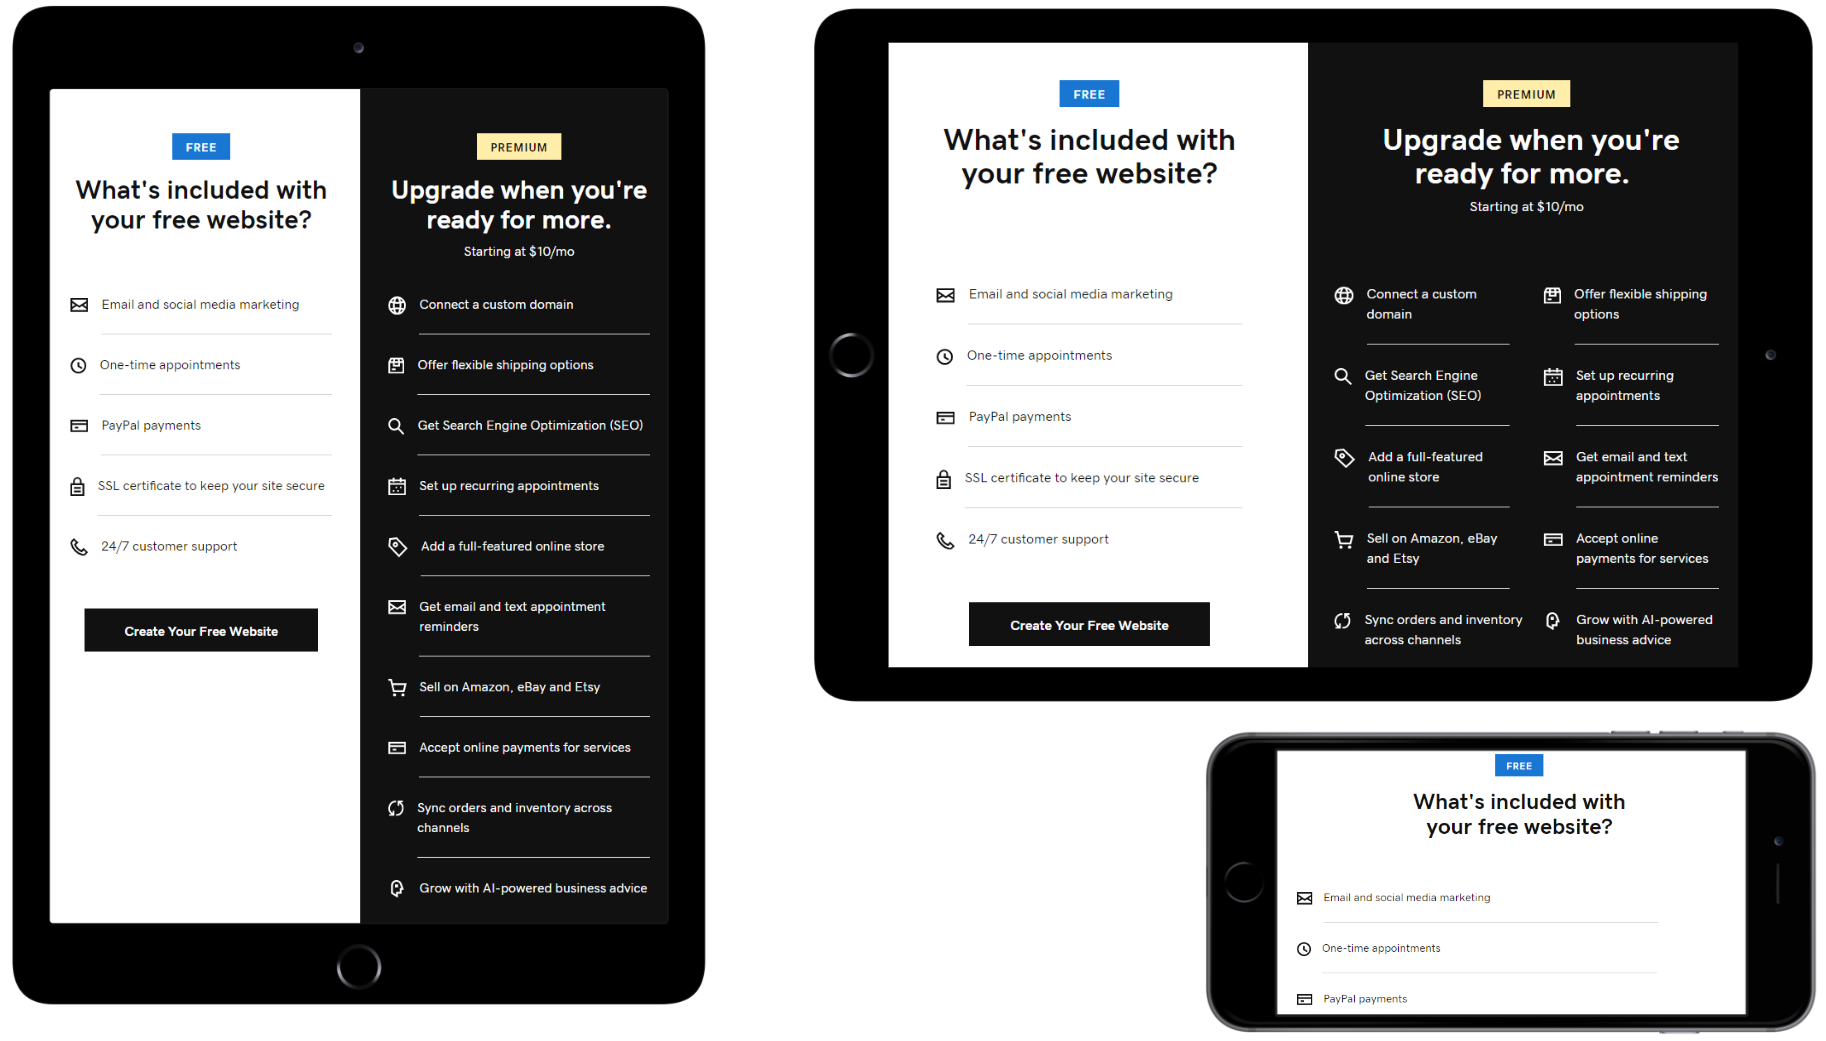 FREE
What's included with
your free website?
Email and social media marketing
One-time appointments
PayPal payments
SSL certificate to keep your site secure
24/7 customer support
Create Your Free Website
PREMIUM
Upgrade when you're
ready for more.
Starting at $10/mo
Connect a custom domain
Offer flexible shipping options
Get Search Engine Optimization (SEO)
Set up recurring appointments
Add a full-featured online store
Get email and text appointment
reminders
Sell on Amazon, eBay and Etsy
Accept online payments for services
Sync orders and inventory across
channels
Grow with AI-powered business advice
FREE
What's included with
your free website?
Email and social media marketing
One-time appointments
PayPal payments
SSL certificate to keep your site secure
24/7 customer support
Create Your Free Website
PREMIUM
Upgrade when you're
ready for more.
Starting at $10/mo
Connect a custom
domain
Get Search Engine
Optimization (SEO)
Add a full-featured
online store
Sell on Amazon, eBay
and Etsy
Sync orders and inventory
across channels
Offer flexible shipping
options
Set up recurring
appointments
Get email and text
appointment reminders
Accept online
payments for services
Grow with AI-powered
business advice
FREE
What's included with
your free website?
Email and social media marketing
One-time appointments
PayPal payments